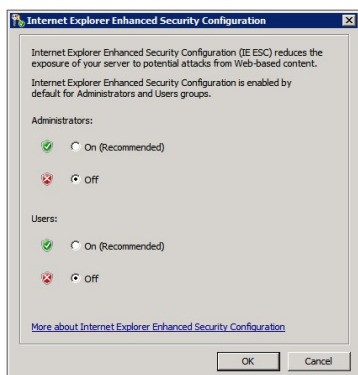 Internet Explorer Enhanced Security Configuration
Internet Explorer Enhanced Security Configuration (IE ESC) reduces the
exposure of your server to potential attacks from Web-based content.
Internet Explorer Enhanced Security Configuration is enabled by
default for Administrators and Users groups.
Administrators:
On (Recommended)
Off
Users:
On (Recommended)
Off
More about Internet Explorer Enhanced Security Configuration
OK
Cancel